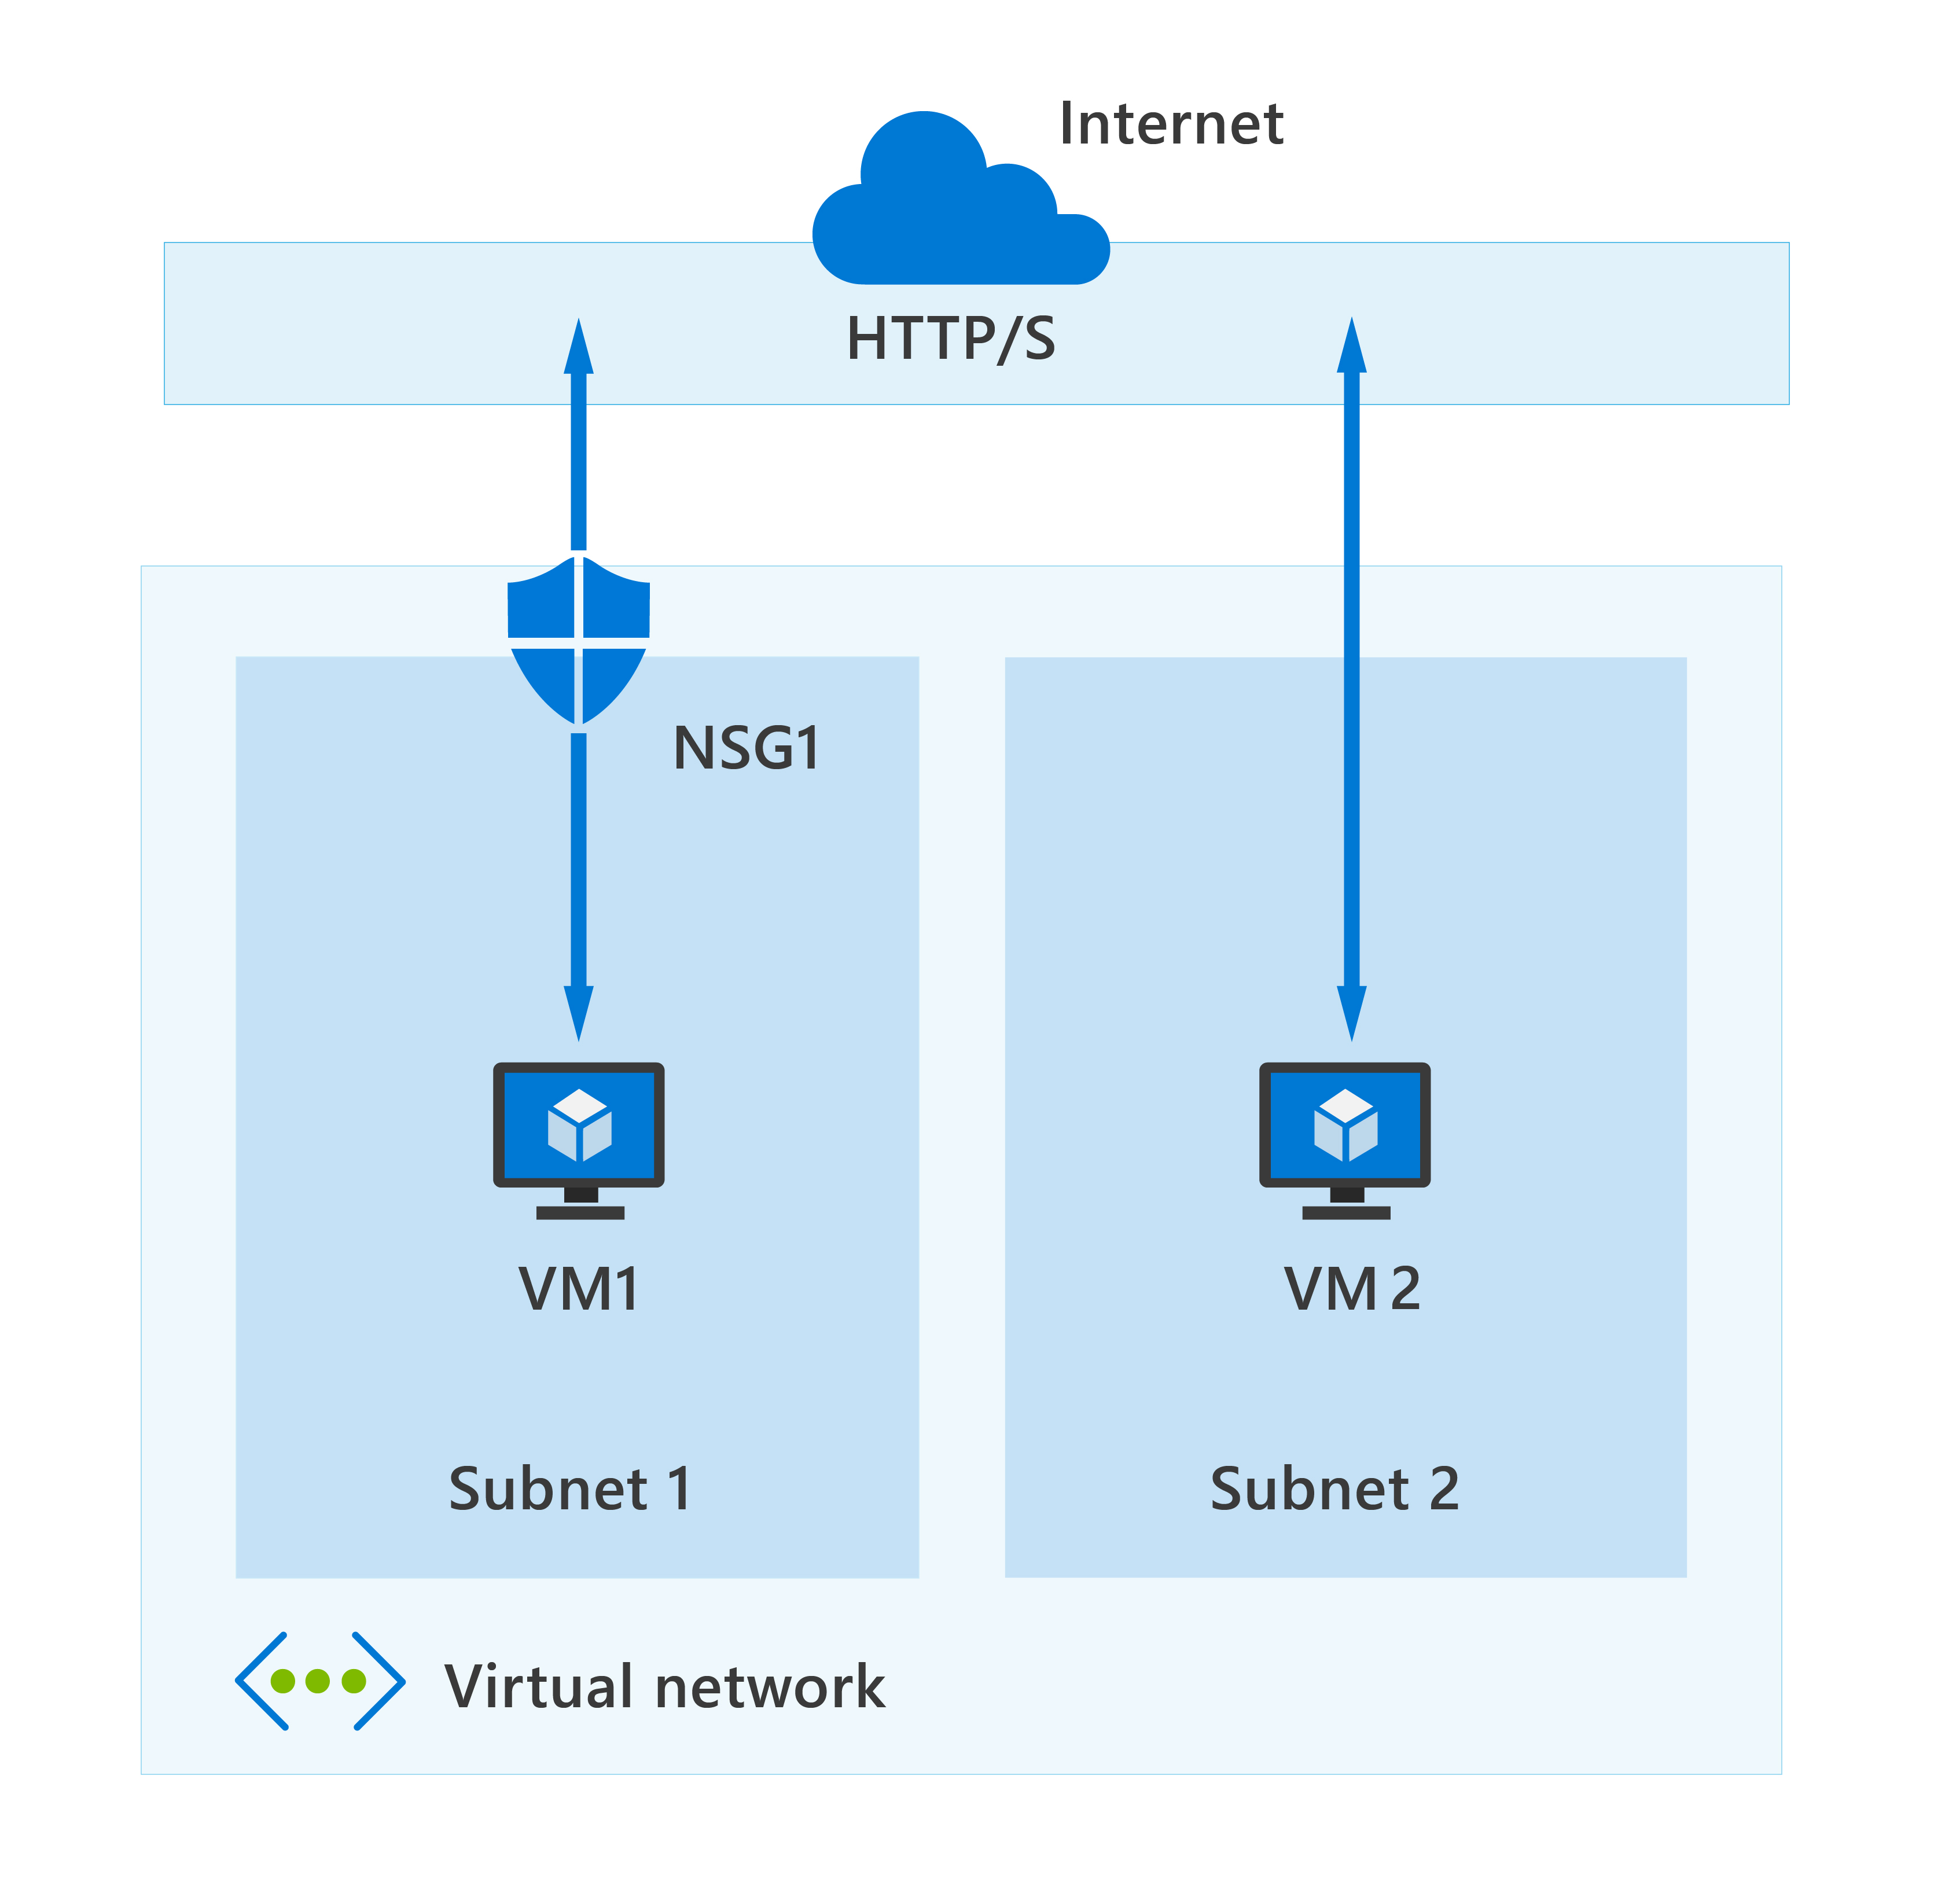 Internet
HTTP/S
NSG1
VM1
VM 2
Subnet 1
Subnet 2
Virtual network